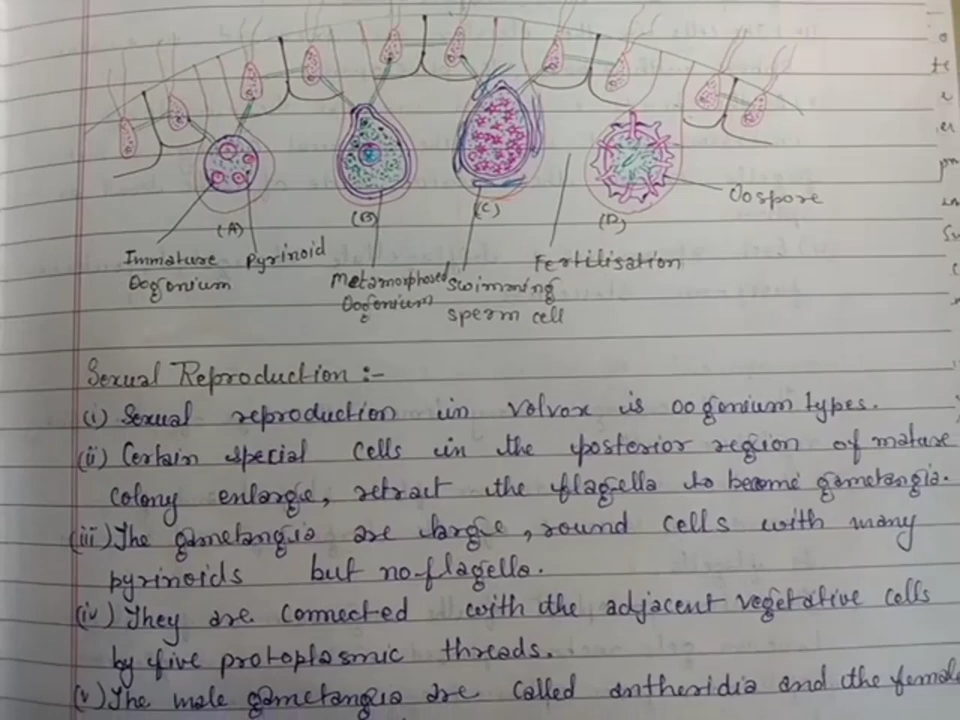 (A)
(B)
(C)
(D)
Oospore
Immature Pyrinoid
Oogonium
Metamorphosed
Oogonium
swimming
sperm cell
Fertilisation
Sexual Reproduction :-
(i) Sexual reproduction in volvox is oogonium types.
(ii) Certain special cells in the posterior region of mature
colony enlarge, retract the flagella to become gametangia.
(iii) The gametangia are large, round cells with many
pyrinoids but no flagella.
(iv) They are connected with the adjacent vegetative cells
by five protoplasmic threads.
(v) The male gametangia are called antheridia and the female